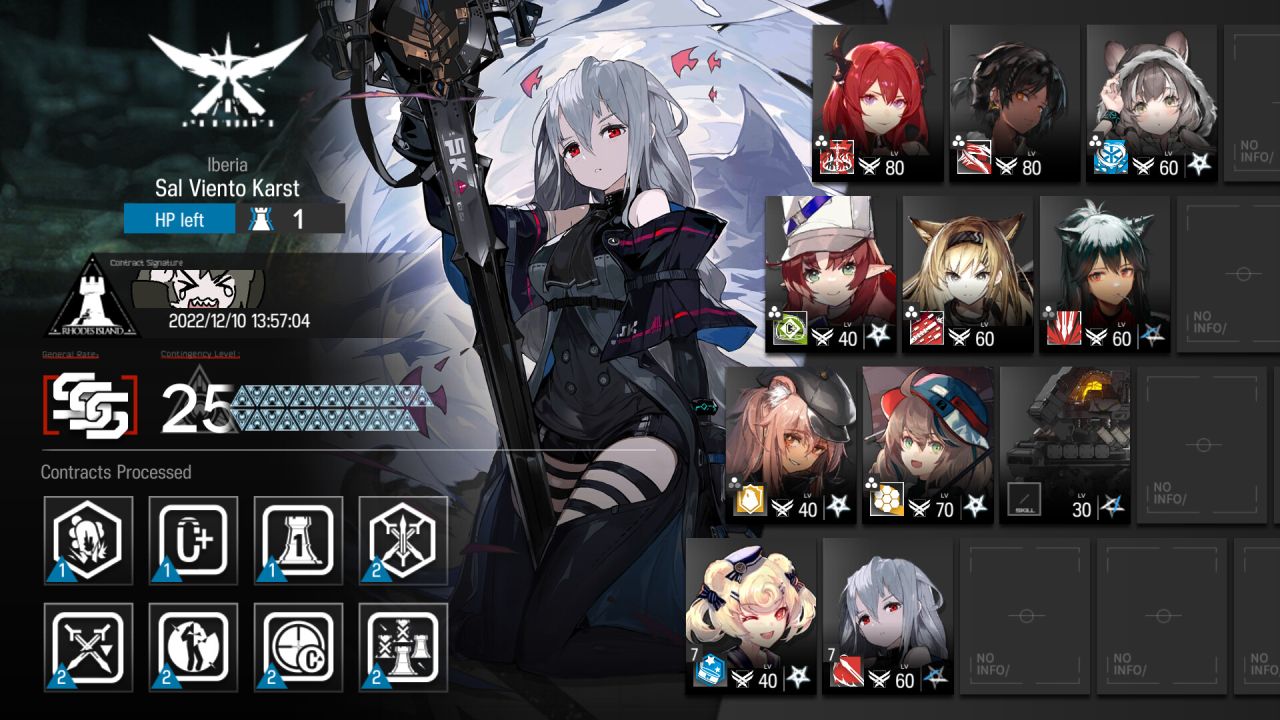 Iberia
Sal Viento Karst
HP left 1
Contract Signature
2022/12/10 13:57:04
RHODES ISLAND
General Rate:
Contingency Level:
25
Contracts Processed
1
1
1
1
2
2
2
2
2
SK
LV
80
LV
80
LV
60
NO
INFO/
LV
40
LV
60
LV
60
NO
INFO/
LV
40
LV
70
SKILL
LV
30
NO
INFO/
7
LV
40
7
LV
60
NO
INFO/
NO
INFO/
NO
INFO/